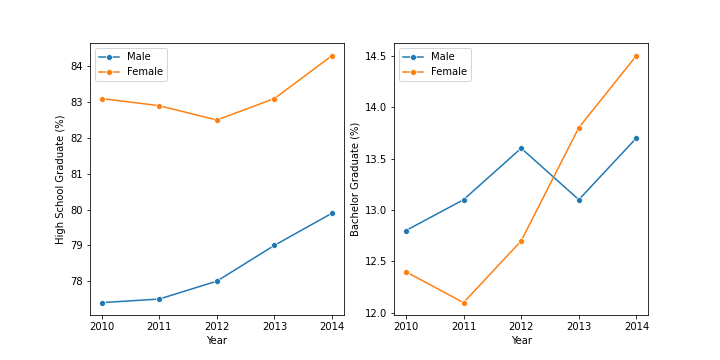 Male
Female
84
83
82
81
80
79
78
High School Graduate (%)
2010 2011 2012 2013 2014
Year
Male
Female
14.5
14.0
13.5
13.0
12.5
12.0
Bachelor Graduate (%)
2010 2011 2012 2013 2014
Year